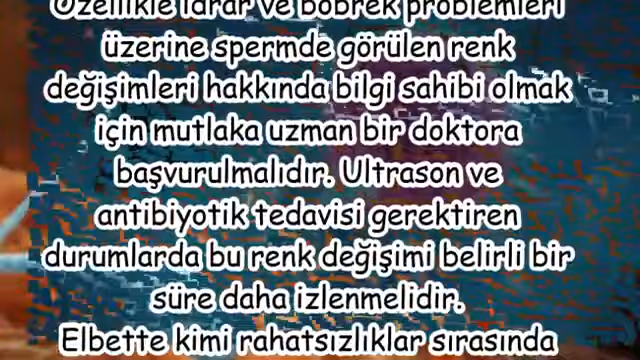 Özellikle idrar ve böbrek problemleri
üzerine spermde görülen renk
değişimleri hakkında bilgi sahibi olmak
için mutlaka uzman bir doktora
başvurulmalıdır. Ultrason ve
antibiyotik tedavisi gerektiren
durumlarda bu renk değişimi belirli bir
süre daha izlenmelidir.
Elbette kimi rahatsızlıklar sırasında